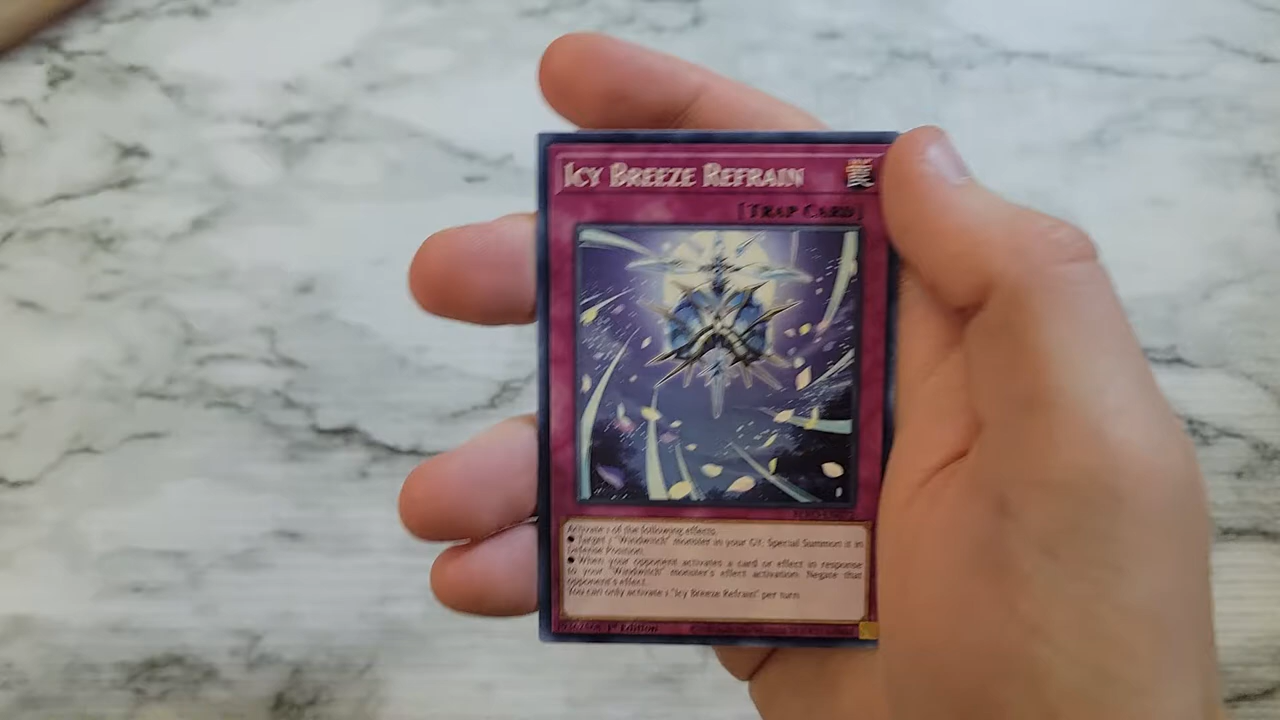 ICY BREEZE REFRAIN
[TRAP CARD]
Activate 1 of the following effects.
● Target 1 "Windwitch" monster in your GY; Special Summon it in
Defense Position.
● When your opponent activates a card or effect in response
to your "Windwitch" monster's effect activation: Negate that
opponent's effect.
You can only activate 1 "Icy Breeze Refrain" per turn.
1st Edition